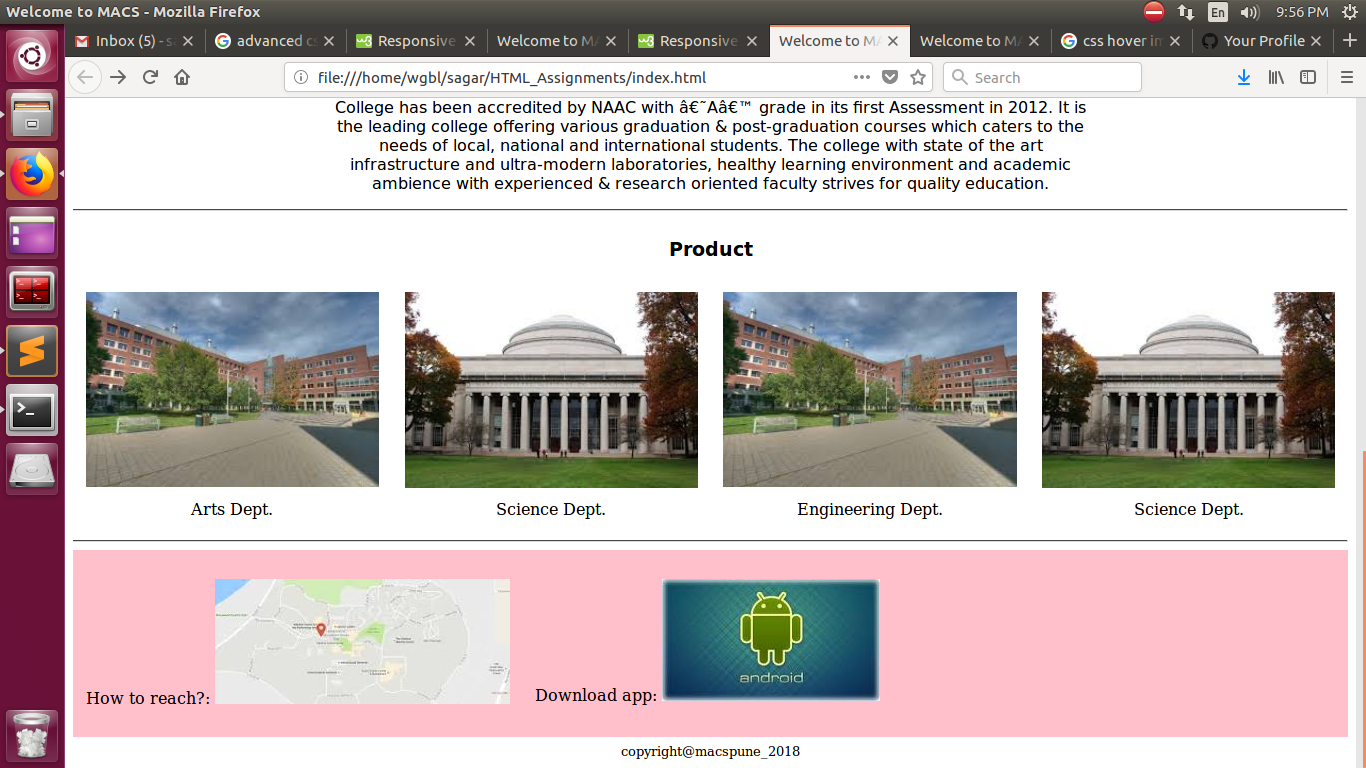 Welcome to MACS - Mozilla Firefox
En
9:56 PM
Inbox (5) - s
advanced cs
Responsive
Welcome to MA
Responsive
Welcome to MA
Welcome to MA
css hover im
Your Profile
file:///home/wgbl/sagar/HTML_Assignments/index.html
Search
College has been accredited by NAAC with â€˜Aâ€™ grade in its first Assessment in 2012. It is
the leading college offering various graduation & post-graduation courses which caters to the
needs of local, national and international students. The college with state of the art
infrastructure and ultra-modern laboratories, healthy learning environment and academic
ambience with experienced & research oriented faculty strives for quality education.
Product
Arts Dept.
Science Dept.
Engineering Dept.
Science Dept.
How to reach?:
Download app:
android
copyright@macspune_2018